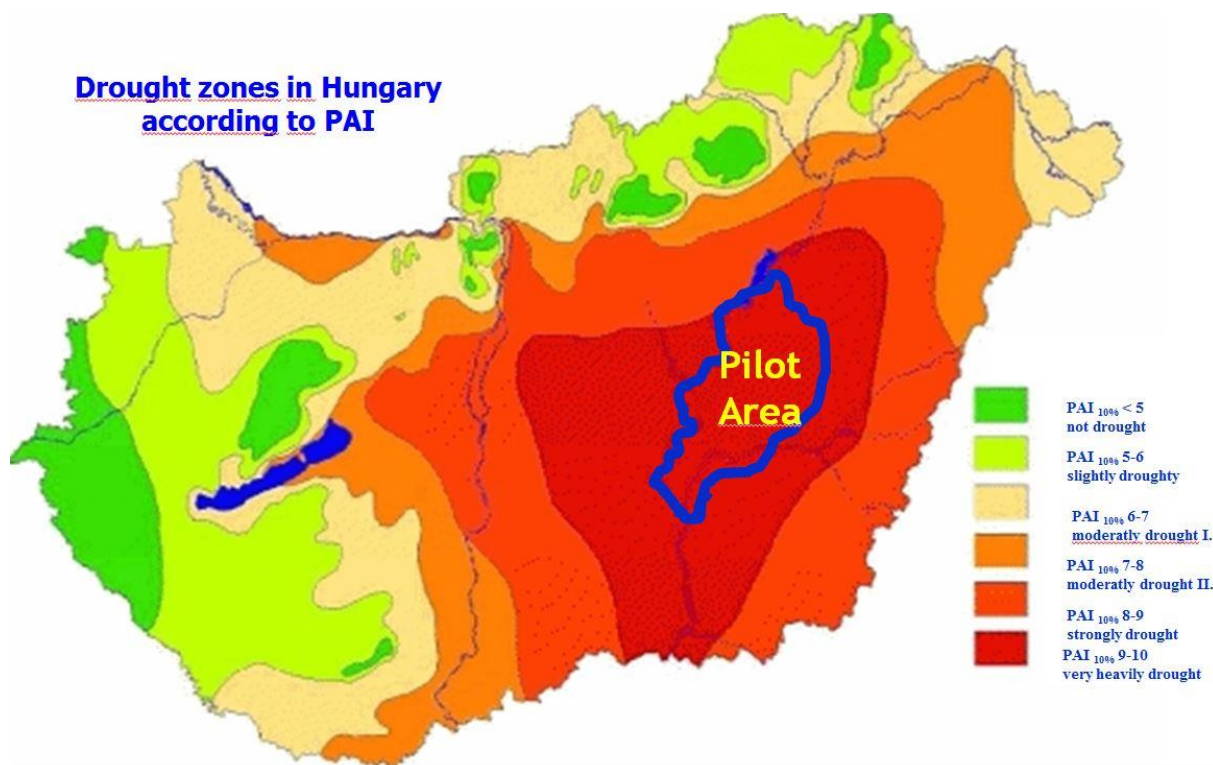 Drought zones in Hungary
according to PAI
Pilot
Area
PAI 10% < 5
not drought
PAI 10% 5-6
slightly droughty
PAI 10% 6-7
moderatly drought I.
PAI 10% 7-8
moderatly drought II.
PAI 10% 8-9
strongly drought
PAI 10% 9-10
very heavily drought